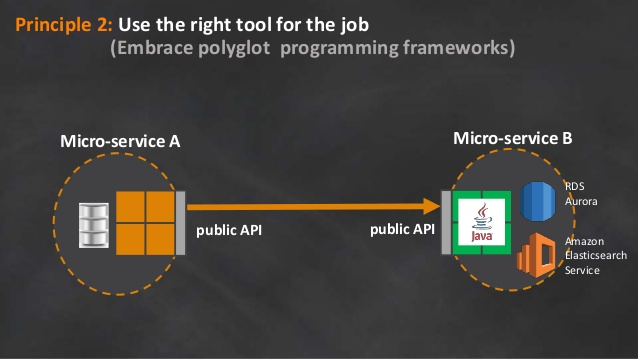 Principle 2: Use the right tool for the job
(Embrace polyglot programming frameworks)
Micro-service A
Micro-service B
public API
public API
Java
RDS
Aurora
Amazon
Elasticsearch
Service